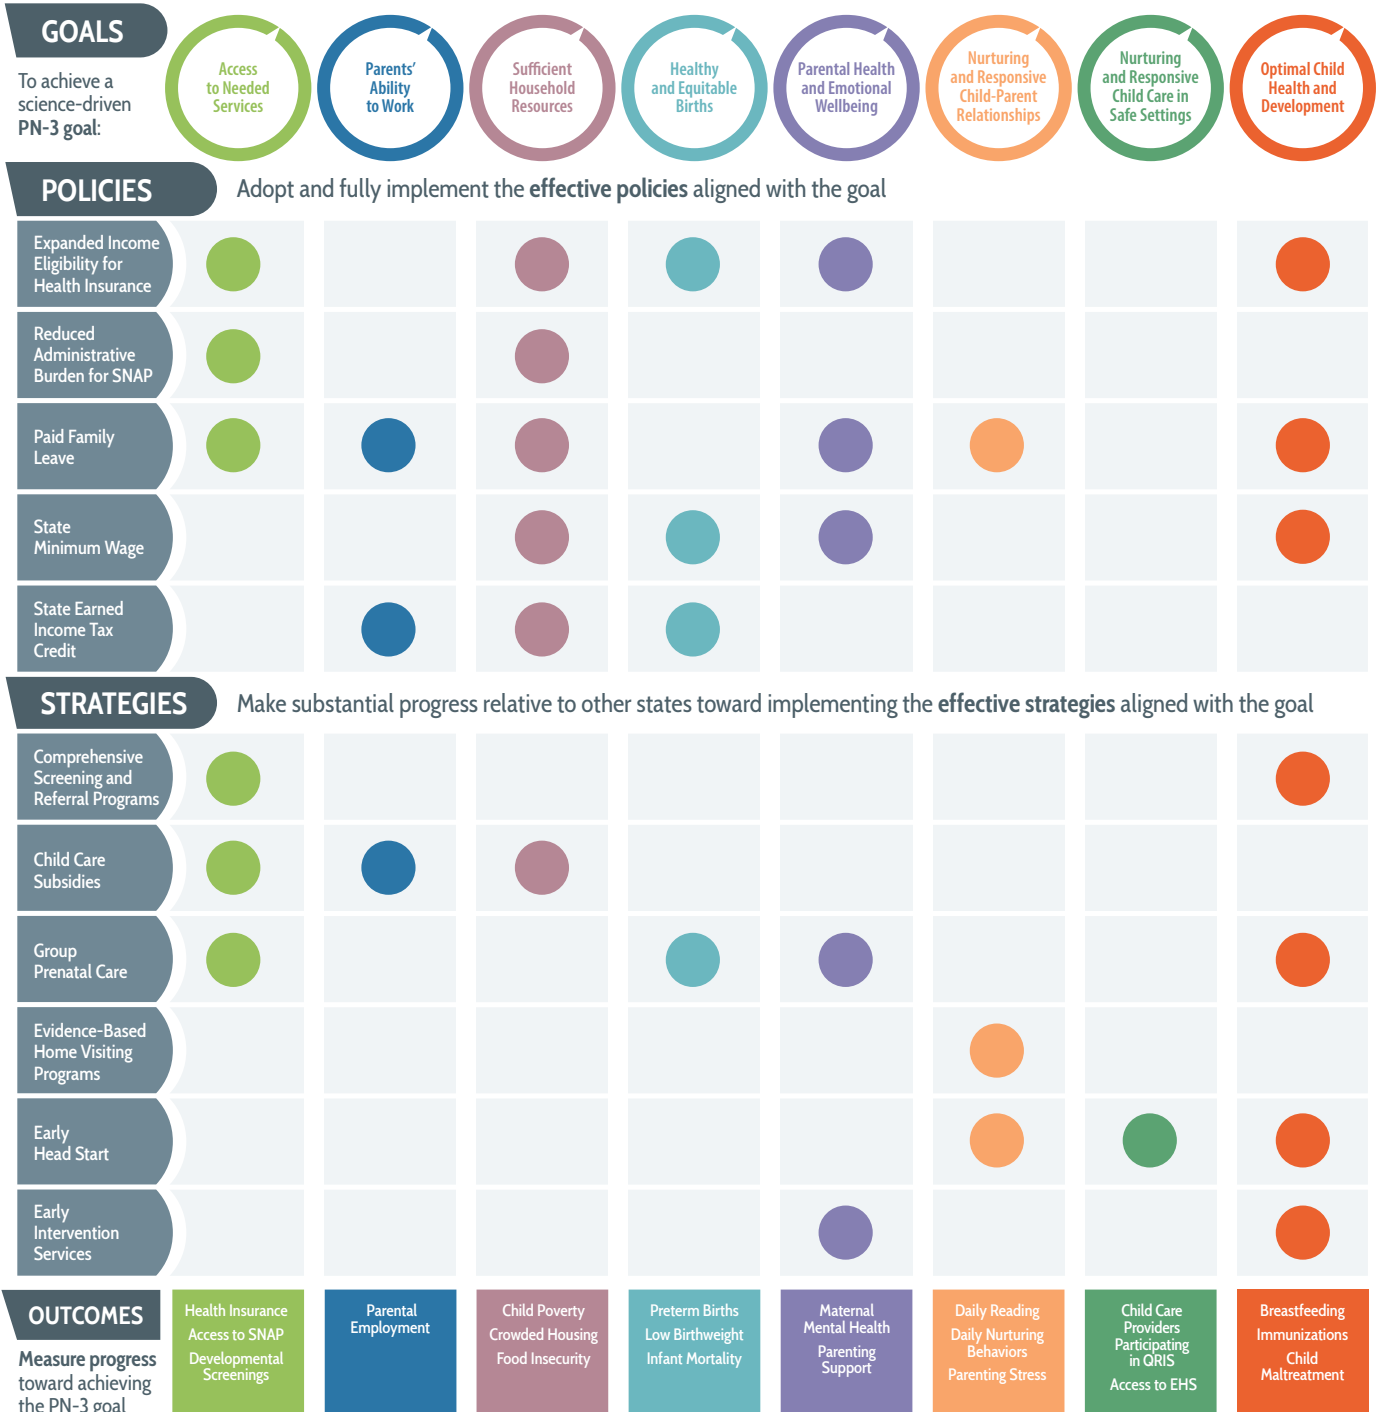 GOALS
To achieve a
science-driven
PN-3 goal:
Access
to Needed
Services
Parents'
Ability
to Work
Sufficient
Household
Resources
Healthy
and Equitable
Births
Parental Health
and Emotional
Wellbeing
Nurturing
and Responsive
Child-Parent
Relationships
Nurturing
and Responsive
Child Care in
Safe Settings
Optimal Child
Health and
Development
POLICIES
Adopt and fully implement the effective policies aligned with the goal
Expanded Income
Eligibility for
Health Insurance
Reduced
Administrative
Burden for SNAP
Paid Family
Leave
State
Minimum Wage
State Earned
Income Tax
Credit
STRATEGIES
Make substantial progress relative to other states toward implementing the effective strategies aligned with the goal
Comprehensive
Screening and
Referral Programs
Child Care
Subsidies
Group
Prenatal Care
Evidence-Based
Home Visiting
Programs
Early
Head Start
Early
Intervention
Services
OUTCOMES
Measure progress
toward achieving
the PN-3 goal
Health Insurance
Access to SNAP
Developmental
Screenings
Parental
Employment
Child Poverty
Crowded Housing
Food Insecurity
Preterm Births
Low Birthweight
Infant Mortality
Maternal
Mental Health
Parenting
Support
Daily Reading
Daily Nurturing
Behaviors
Parenting Stress
Child Care
Providers
Participating
in QRIS
Access to EHS
Breastfeeding
Immunizations
Child
Maltreatment